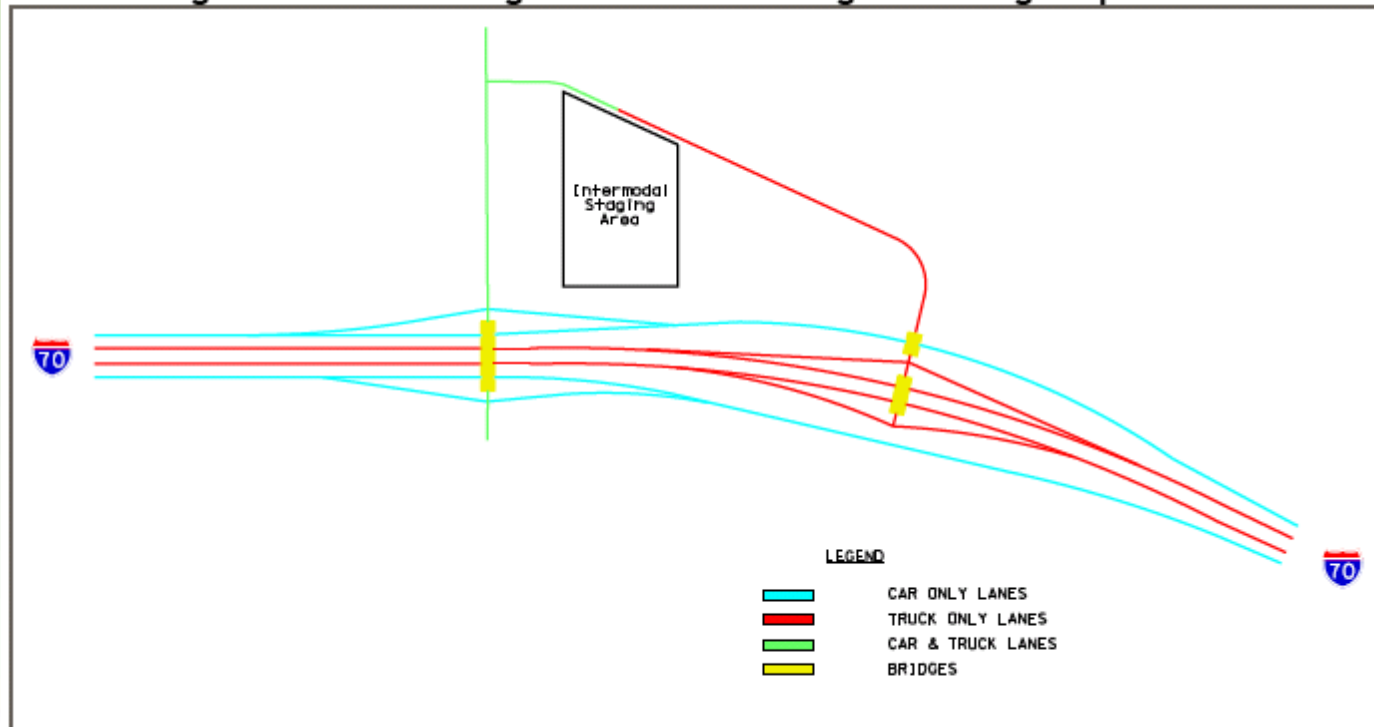 Intermodal
Staging
Area
70
70
LEGEND
CAR ONLY LANES
TRUCK ONLY LANES
CAR & TRUCK LANES
BRIDGES